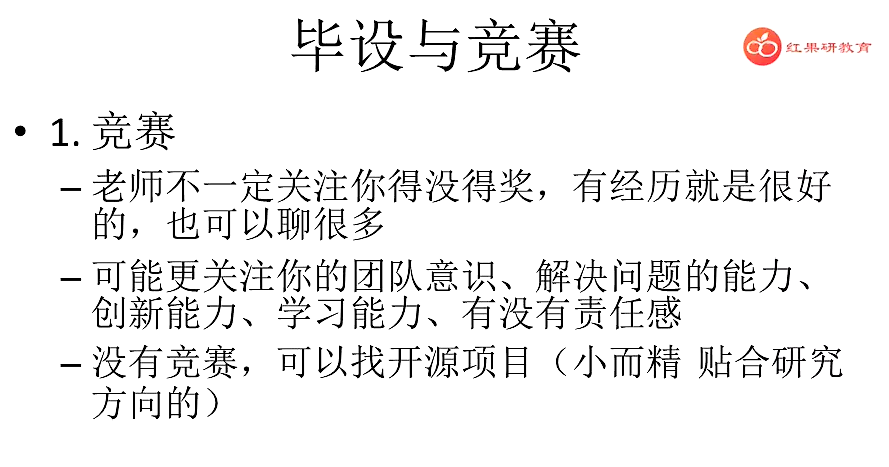 毕设与竞赛
红果研教育
• 1. 竞赛
– 老师不一定关注你得没得奖，有经历就是很好
的，也可以聊很多
– 可能更关注你的团队意识、解决问题的能力、
创新能力、学习能力、有没有责任感
– 没有竞赛，可以找开源项目（小而精 贴合研究
方向的）